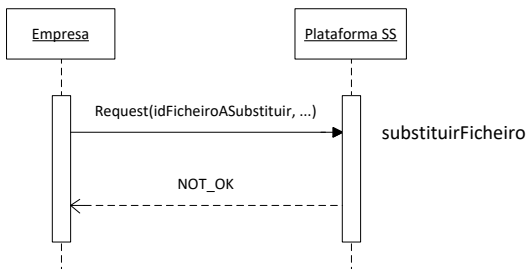 Empresa
Plataforma SS
Request(idFicheiroASubstituir, ...)
substituirFicheiro
NOT_OK